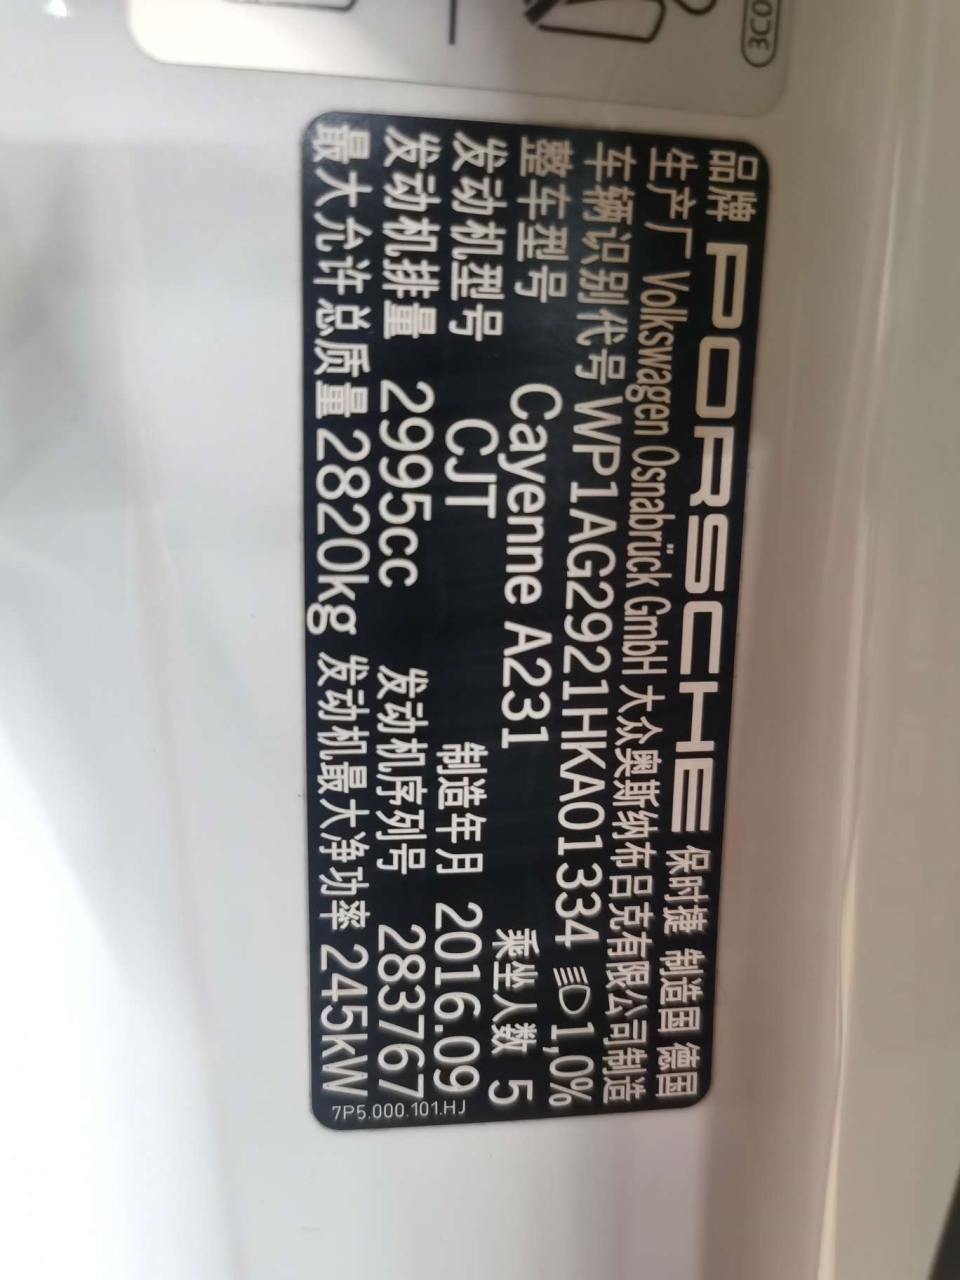 3CO
品牌 PORSCHE 保时捷 制造国 德国
生产厂 Volkswagen Osnabrück GmbH 大众奥斯纳布吕克有限公司制造
车辆识别代号 WP1AG2921HKA01334 1,0%
整车型号 Cayenne A231 乘坐人数 5
发动机型号 CJT 制造年月 2016.09
发动机排量 2995cc 发动机序列号 283767
最大允许总质量 2820kg 发动机最大净功率 245kW
7P5.000.101.HJ